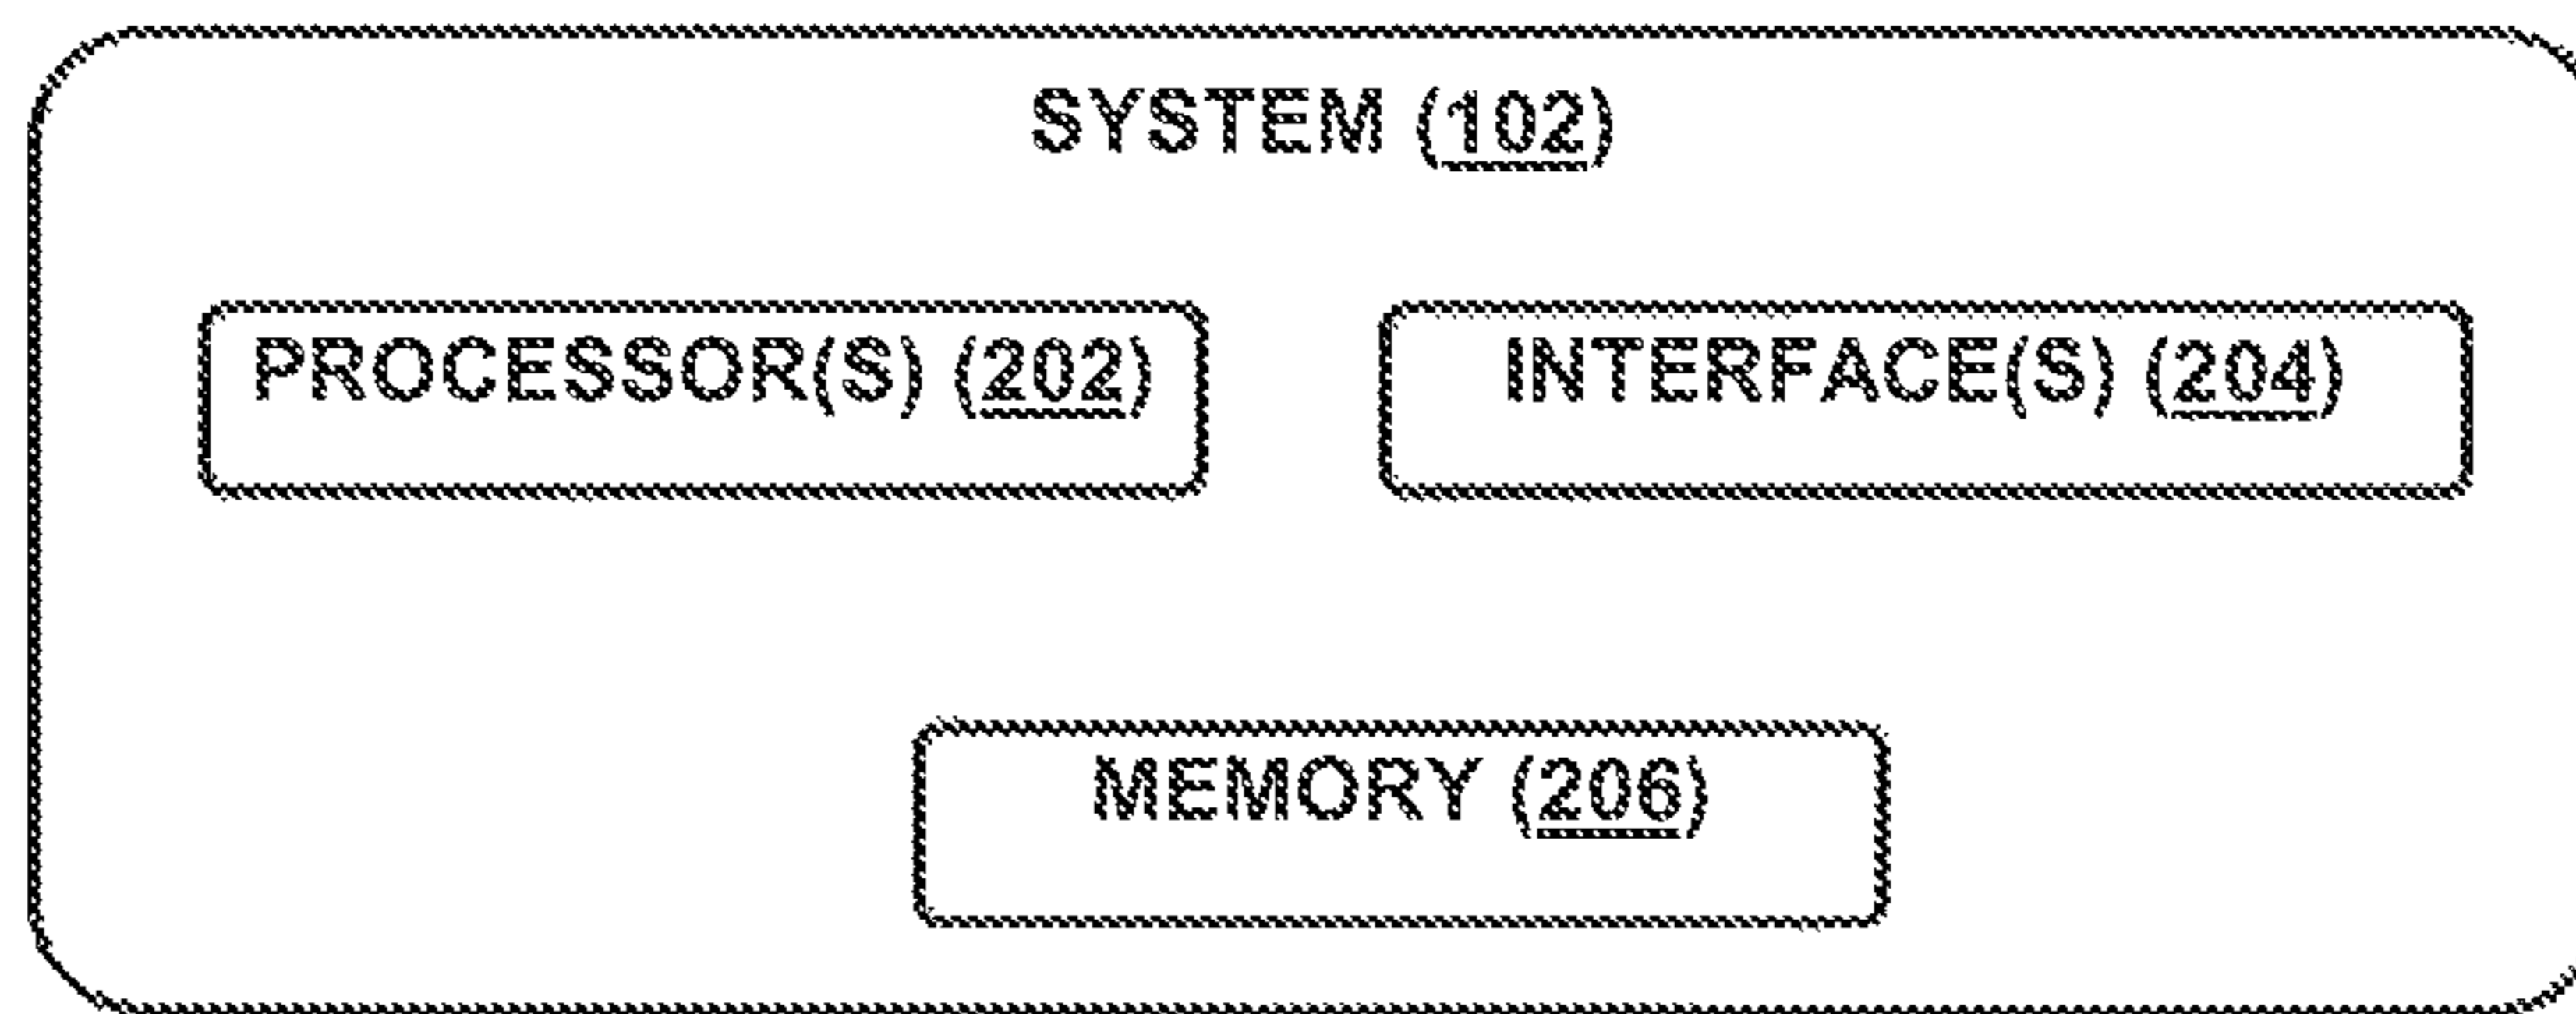 SYSTEM (102)
PROCESSOR(S) (202)
INTERFACE(S) (204)
MEMORY (206)